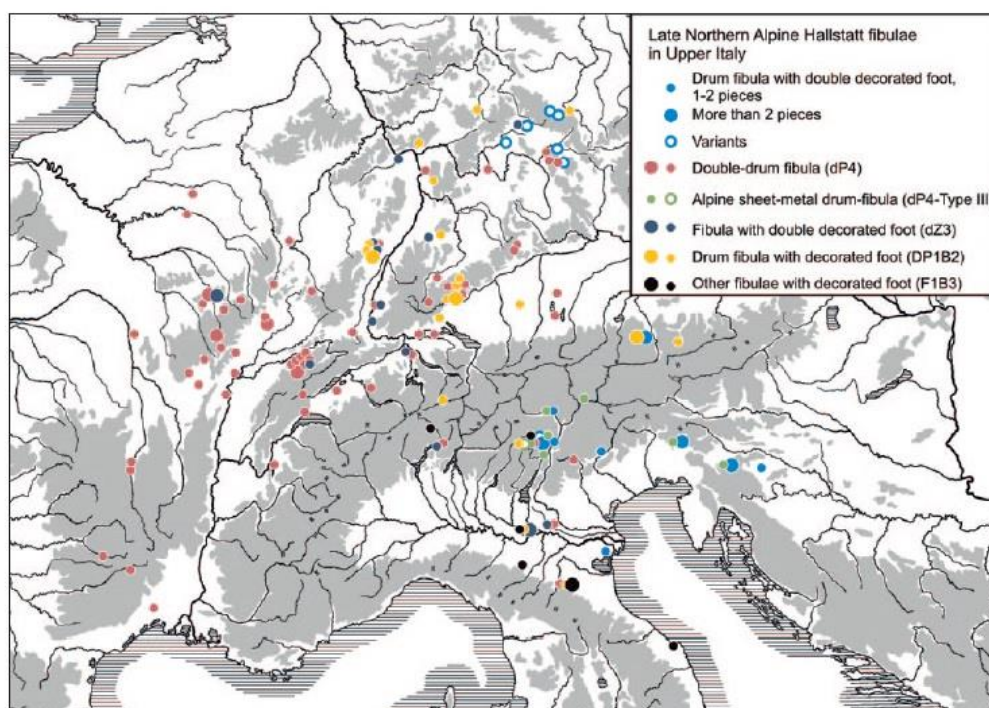 Late Northern Alpine Hallstatt fibulae
in Upper Italy
Drum fibula with double decorated foot,
1-2 pieces
More than 2 pieces
Variants
Double-drum fibula (dP4)
Alpine sheet-metal drum-fibula (dP4-Type III
Fibula with double decorated foot (dZ3)
Drum fibula with decorated foot (DP1B2)
Other fibulae with decorated foot (F1B3)